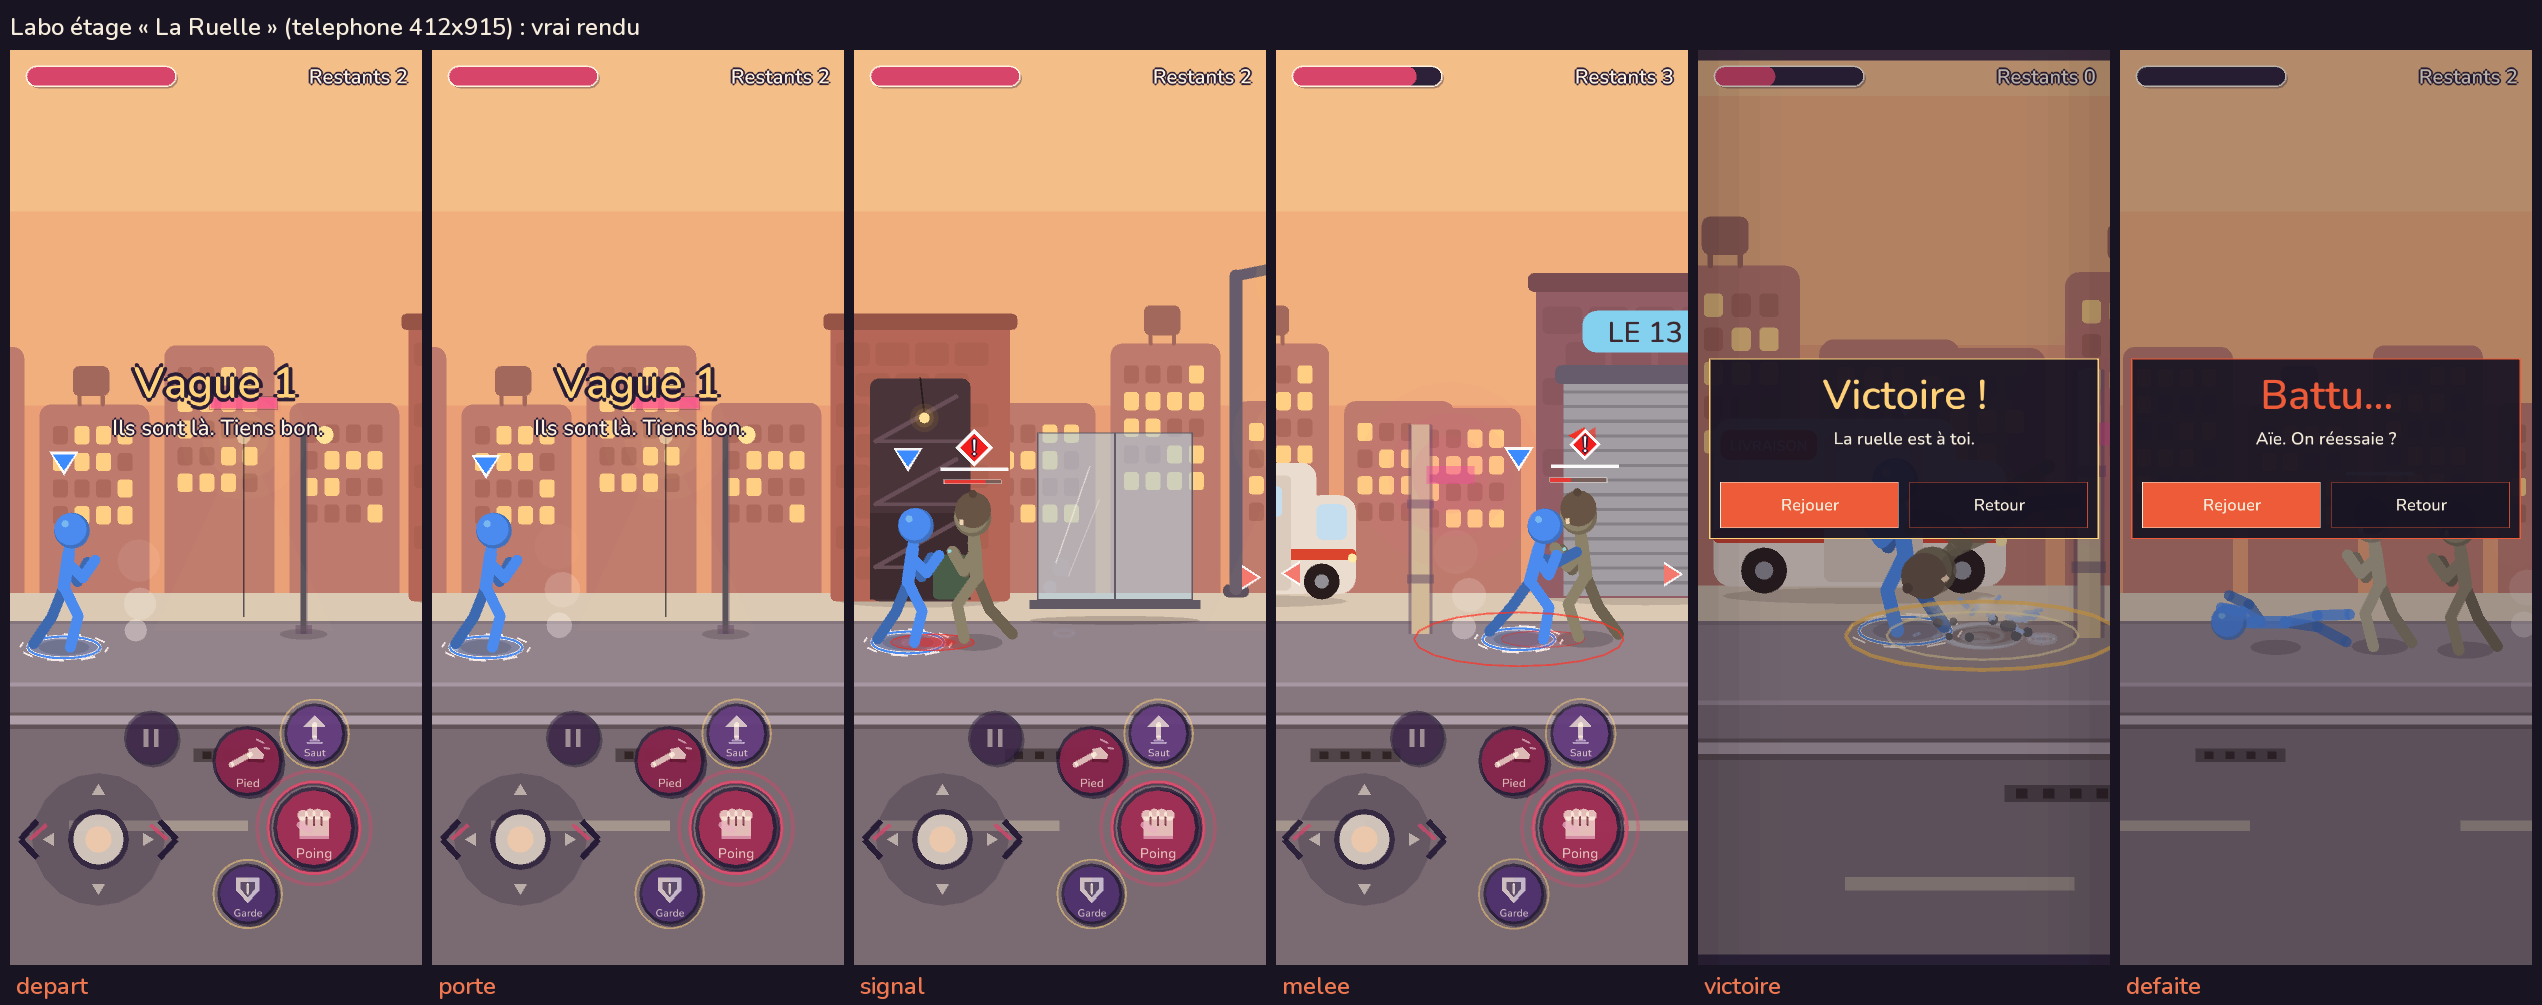 Labo étage « La Ruelle » (telephone 412x915) : vrai rendu
Restants 2
Vague 1
Ils sont là. Tiens bon.
Saut
Pied
Poing
Garde
depart
Restants 2
Vague 1
Ils sont là. Tiens bon.
Saut
Pied
Poing
Garde
porte
Restants 2
!
Saut
Pied
Poing
Garde
signal
Restants 3
LE 13
!
Saut
Pied
Poing
Garde
melee
Restants 0
Victoire !
La ruelle est à toi.
Rejouer
Retour
victoire
Restants 2
Battu...
Aïe. On réessaie ?
Rejouer
Retour
defaite